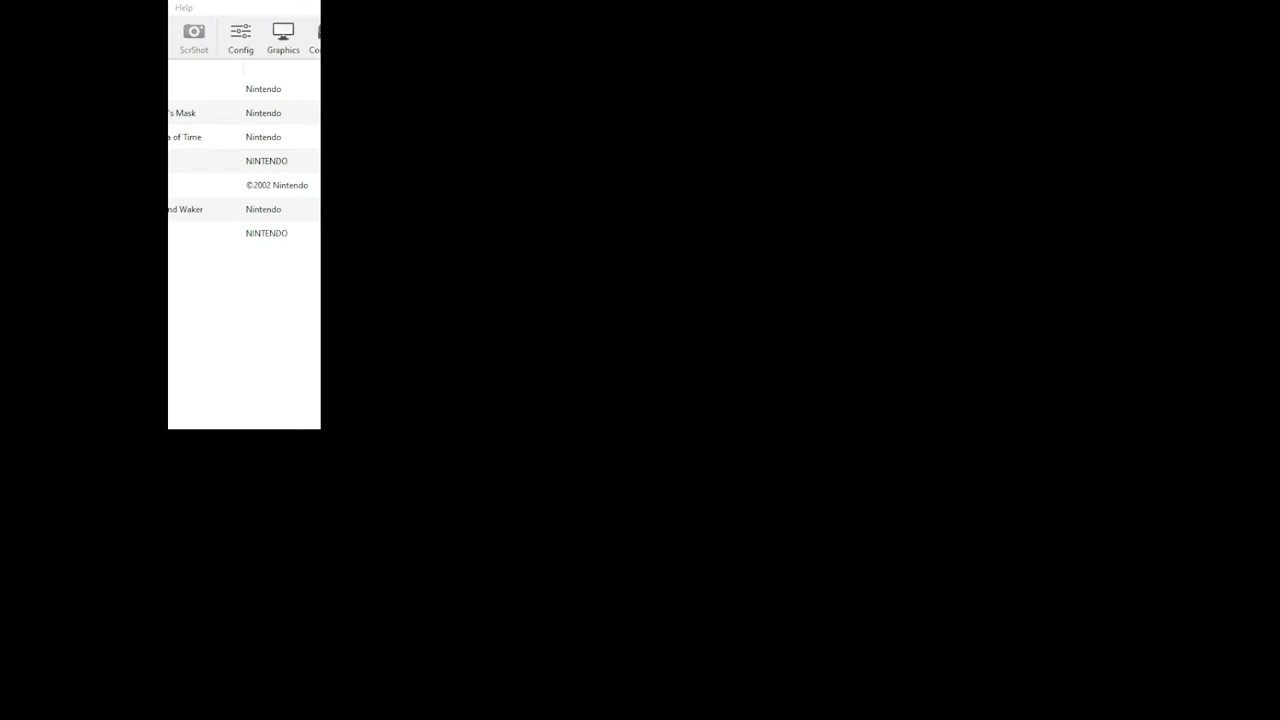 Help
ScrShot Config Graphics
Nintendo
's Mask Nintendo
a of Time Nintendo
NINTENDO
©2002 Nintendo
nd Waker Nintendo
NINTENDO